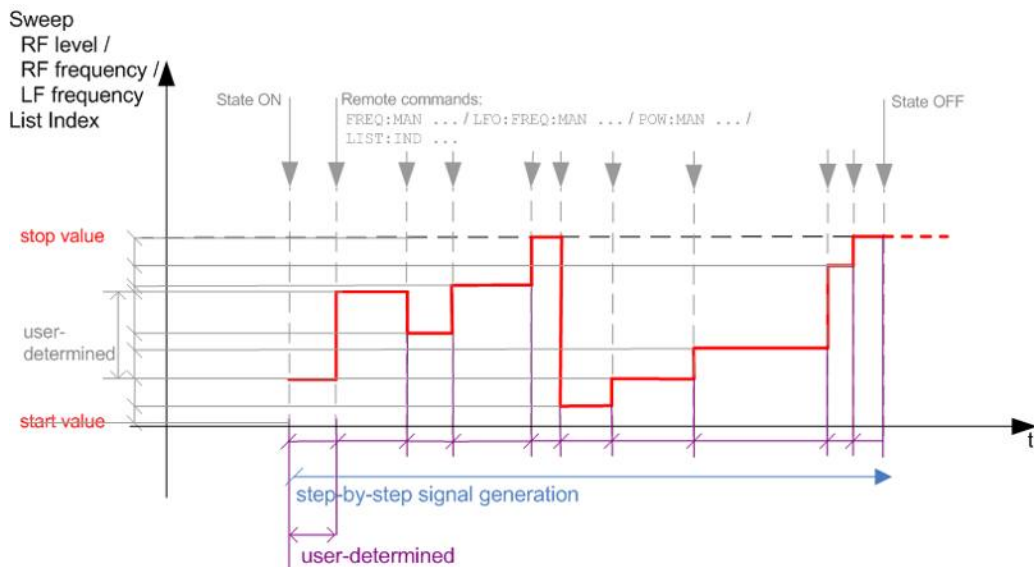 Sweep
RF level /
RF frequency /
LF frequency
List Index
State ON
Remote commands:
FREQ:MAN ... / LFO:FREQ:MAN ... / POW:MAN ... /
LIST:IND ...
State OFF
stop value
user-
determined
start value
t
step-by-step signal generation
user-determined